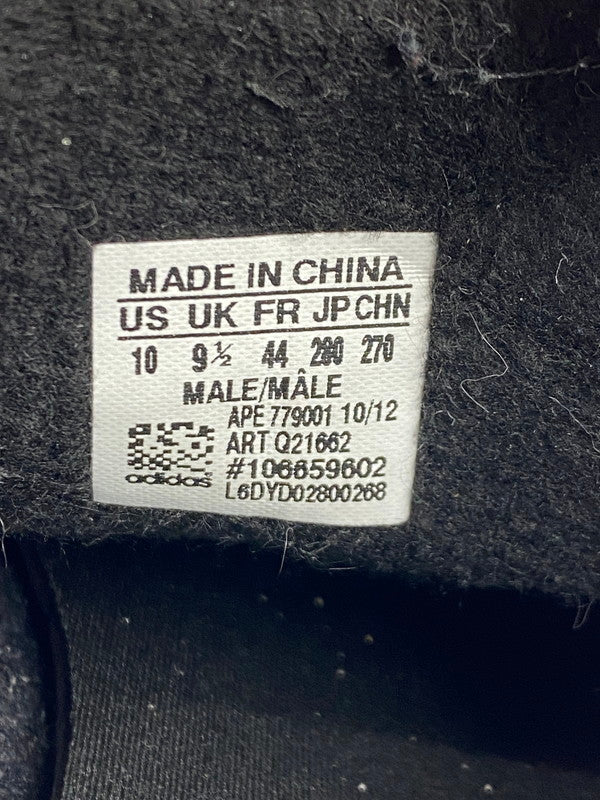 MADE IN CHINA
US UK FR JP CHN
10 9½ 44 280 270
MALE/MÂLE
APE 779001 10/12
ART Q21662
#106659602
adidas
L6DYD02800268